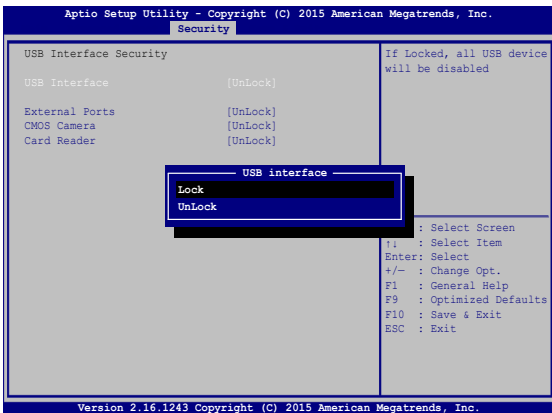 Aptio Setup Utility - Copyright (C) 2015 American Megatrends, Inc.
Security
USB Interface Security
USB Interface [UnLock]
External Ports [UnLock]
CMOS Camera [UnLock]
Card Reader [UnLock]
If Locked, all USB device
will be disabled
USB interface
Lock
UnLock
: Select Screen
↑↓ : Select Item
Enter: Select
+/— : Change Opt.
F1 : General Help
F9 : Optimized Defaults
F10 : Save & Exit
ESC : Exit
Version 2.16.1243 Copyright (C) 2015 American Megatrends, Inc.